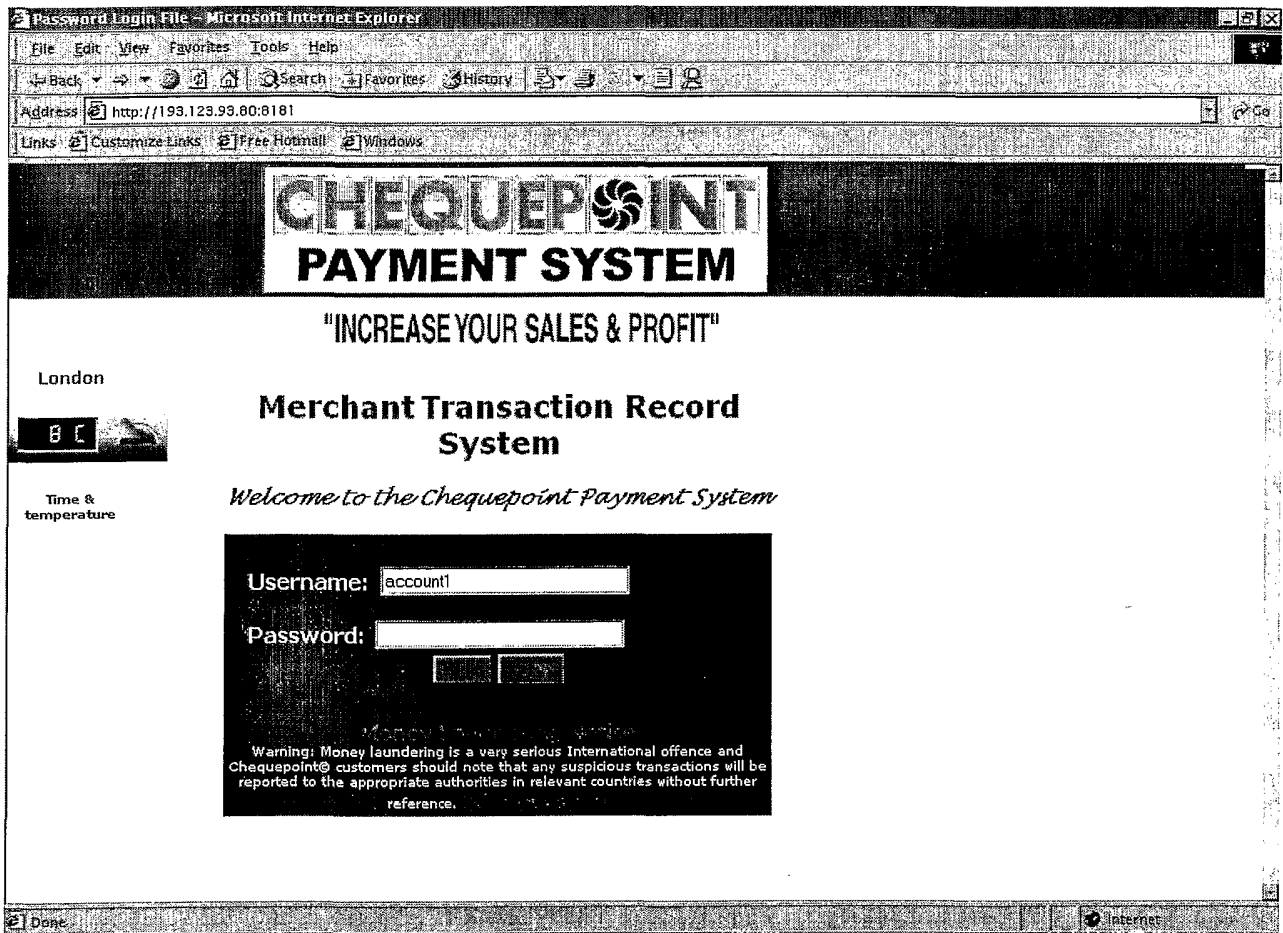 Password Login File - Microsoft Internet Explorer
File Edit View Favorites Tools Help
Back Search Favorites History
Address http://193.123.93.80:8181 Go
Links Customize Links Free Hotmail Windows
CHEQUEPOINT
PAYMENT SYSTEM
"INCREASE YOUR SALES & PROFIT"
London
8 C
Time &
temperature
Merchant Transaction Record
System
Welcome to the Chequepoint Payment System
Username: account1
Password:
Money
Warning: Money laundering is a very serious International offence and
Chequepoint© customers should note that any suspicious transactions will be
reported to the appropriate authorities in relevant countries without further
reference.
Done Internet